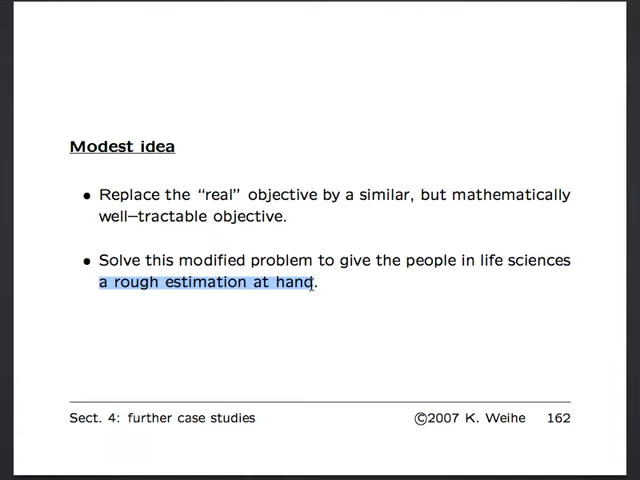 Modest idea
● Replace the “real” objective by a similar, but mathematically
well–tractable objective.
● Solve this modified problem to give the people in life sciences
a rough estimation at hand.
Sect. 4: further case studies ©2007 K. Weihe 162